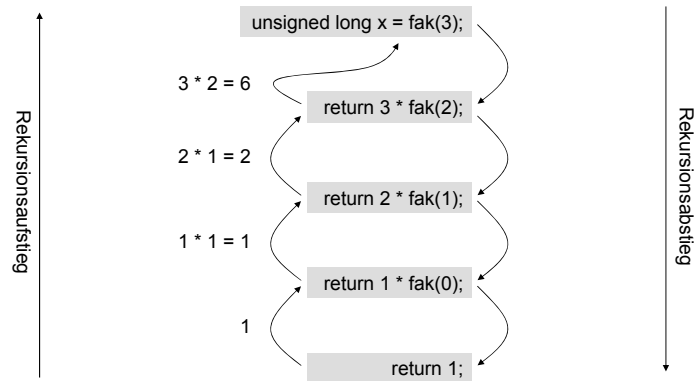 unsigned long x = fak(3);
3 * 2 = 6
return 3 * fak(2);
2 * 1 = 2
return 2 * fak(1);
1 * 1 = 1
return 1 * fak(0);
1
return 1;
Rekursionsaufstieg
Rekursionsabstieg